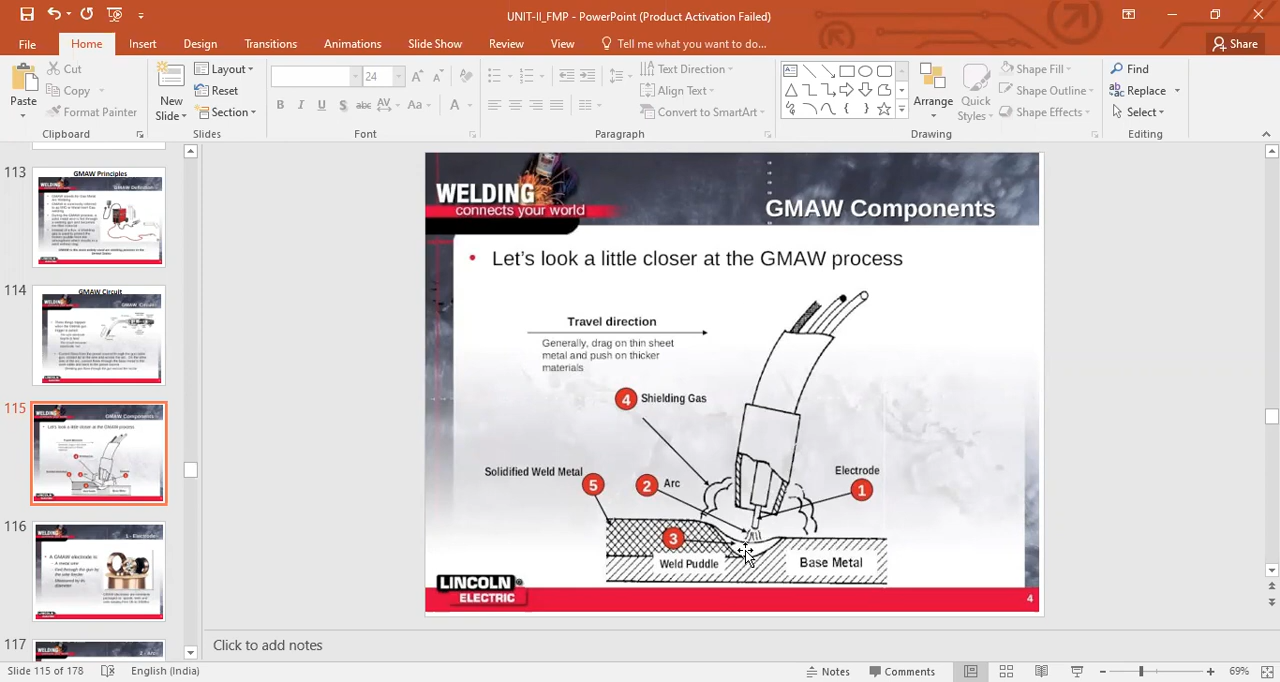 UNIT-II_FMP - PowerPoint (Product Activation Failed)
File Home Insert Design Transitions Animations Slide Show Review View Tell me what you want to do... Share
Paste
Cut
Copy
Format Painter
Clipboard
New Slide
Layout
Reset
Section
Slides
24
B I U S abc AV Aa A
Font
Text Direction
Align Text
Convert to SmartArt
Paragraph
Arrange
Quick Styles
Shape Fill
Shape Outline
Shape Effects
Drawing
Find
Replace
Select
Editing
113
GMAW Principles
114
GMAW Circuit
115
GMAW Components
116
117
WELDING
connects your world
GMAW Components
• Let's look a little closer at the GMAW process
Travel direction
Generally, drag on thin sheet
metal and push on thicker
materials
4 Shielding Gas
Solidified Weld Metal
5
2 Arc
Electrode
1
3
Weld Puddle
Base Metal
LINCOLN ®
ELECTRIC
4
Click to add notes
Slide 115 of 178 English (India) Notes Comments 69%